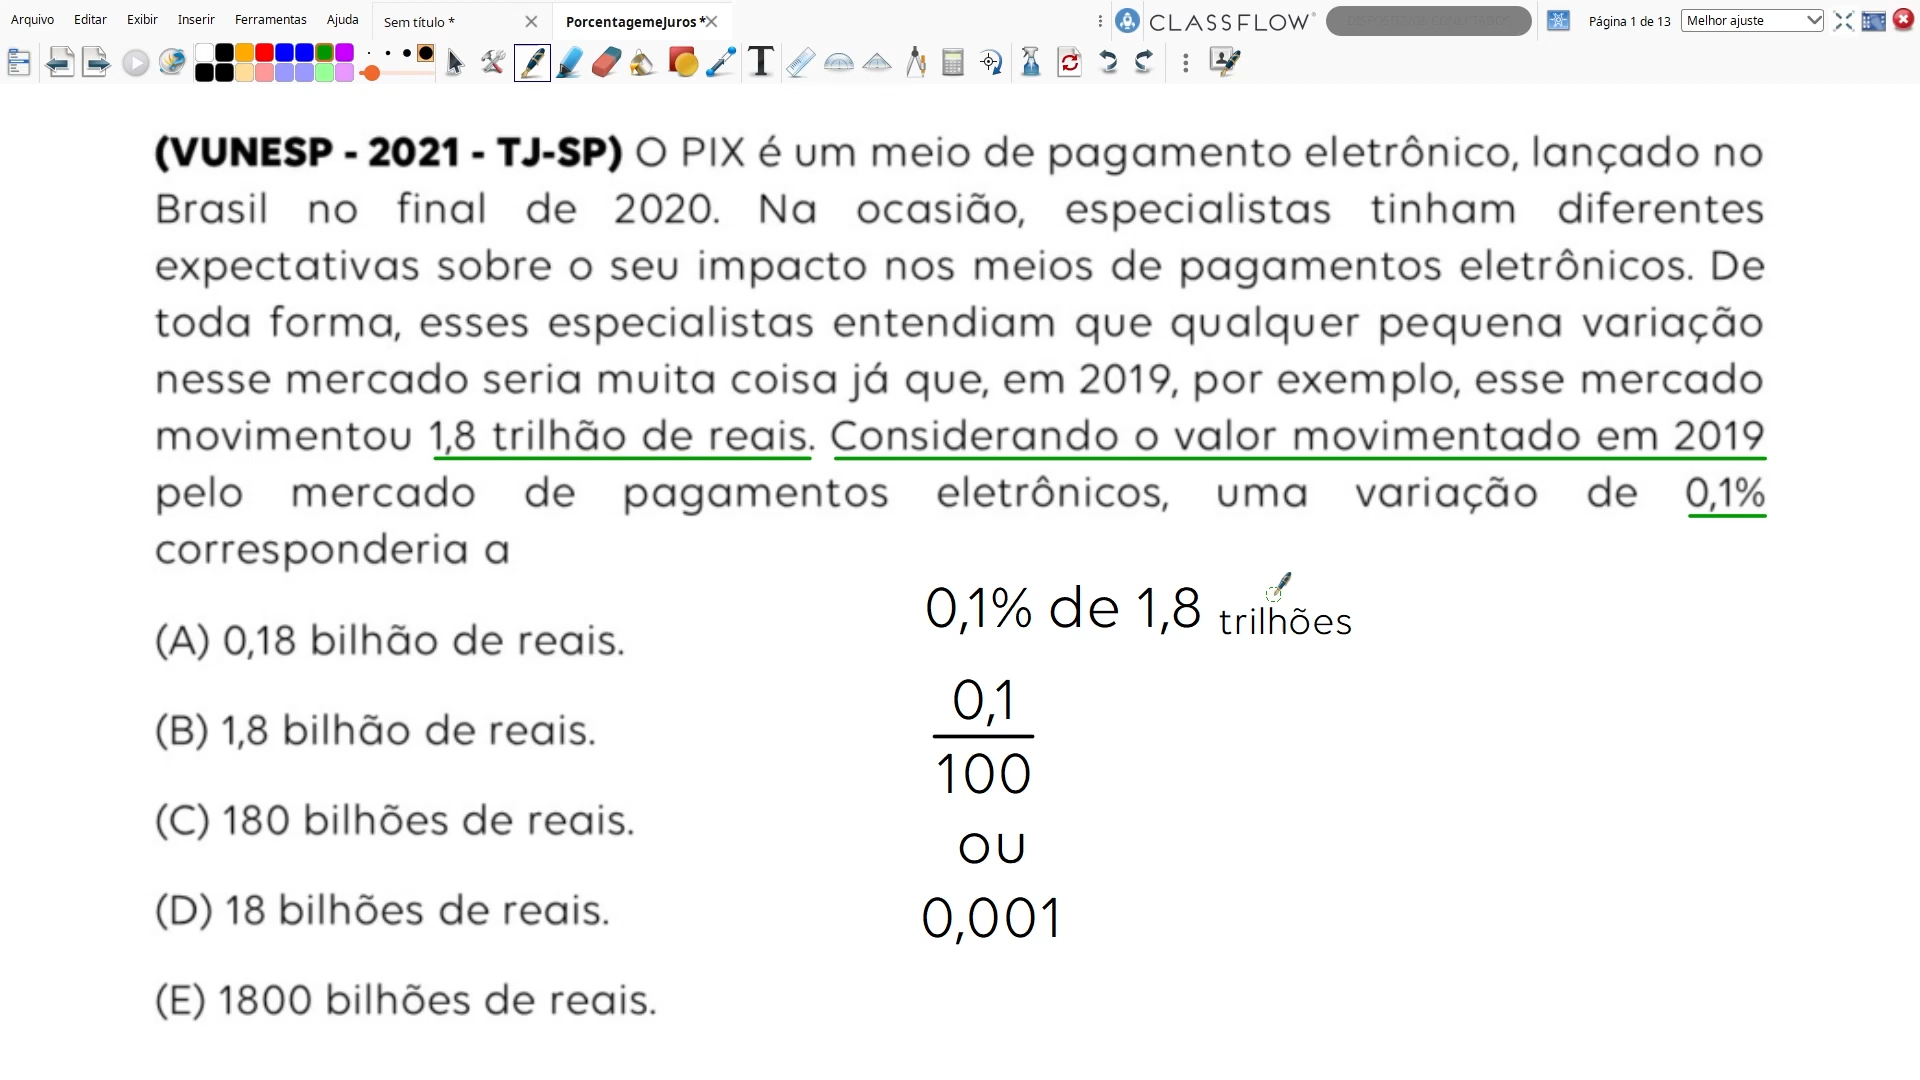 Arquivo Editar Exibir Inserir Ferramentas Ajuda Sem título * PorcentagemeJuros * CLASSFLOW Página 1 de 13 Melhor ajuste
(VUNESP - 2021 - TJ-SP) O PIX é um meio de pagamento eletrônico, lançado no
Brasil no final de 2020. Na ocasião, especialistas tinham diferentes
expectativas sobre o seu impacto nos meios de pagamentos eletrônicos. De
toda forma, esses especialistas entendiam que qualquer pequena variação
nesse mercado seria muita coisa já que, em 2019, por exemplo, esse mercado
movimentou 1,8 trilhão de reais. Considerando o valor movimentado em 2019
pelo mercado de pagamentos eletrônicos, uma variação de 0,1%
corresponderia a
(A) 0,18 bilhão de reais.
(B) 1,8 bilhão de reais.
(C) 180 bilhões de reais.
(D) 18 bilhões de reais.
(E) 1800 bilhões de reais.
0,1% de 1,8 trilhões
0,1
100
ou
0,001